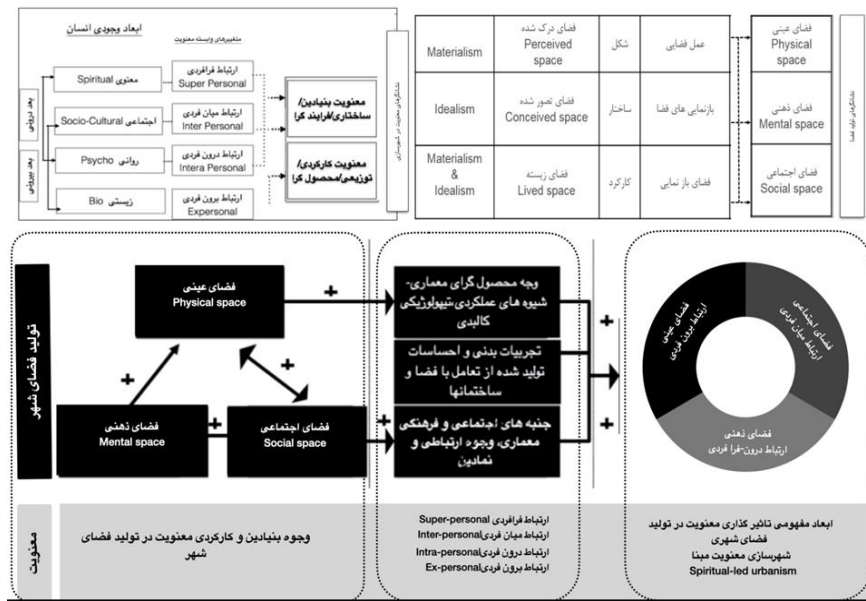 ابعاد وجودی انسان
متغیرهای وابسته معنویت
بعد درونی
بعد بیرونی
معنوی Spiritual
اجتماعی Socio-Cultural
روانی Psycho
زیستی Bio
ارتباط فرافردی
Super Personal
ارتباط میان فردی
Inter Personal
ارتباط درون فردی
Intera Personal
ارتباط برون فردی
Expersonal
معنویت بنیادین/
ساختاری/فرایند گرا
معنویت کارکردی/
توزیعی/محصول گرا
نشانگرهای معنویت در شهرسازی
Materialism
فضای درک شده
Perceived
space
شکل
عمل فضایی
فضای عینی
Physical
space
Idealism
فضای تصور شده
Conceived space
ساختار
بازنمایی های فضا
فضای ذهنی
Mental space
Materialism
&
Idealism
فضای زیسته
Lived space
کارکرد
فضای باز نمایی
فضای اجتماعی
Social space
نشانگرهای تولید فضا
تولید فضای شهر
فضای عینی
Physical space
فضای ذهنی
Mental space
فضای اجتماعی
Social space
+
+
+
+
+
+
+
+
وجه محصول گرای معماری-
شیوه های عملکردی،تیپولوژیکی
کالبدی
تجربیات بدنی و احساسات
تولید شده از تعامل با فضا و
ساختمانها
جنبه های اجتماعی و فرهنگی
معماری، وجوه ارتباطی و
نمادین
فضای عینی
ارتباط برون فردی
فضای اجتماعی
ارتباط میان فردی
فضای ذهنی
ارتباط درون-فرا فردی
معنویت
وجوه بنیادین و کارکردی معنویت در تولید فضای
شهر
ارتباط فرافردی Super-personal
ارتباط میان فردیInter-personal
ارتباط درون فردیIntra-personal
ارتباط برون فردیEx-personal
ابعاد مفهومی تاثیر گذاری معنویت در تولید
فضای شهری
شهرسازی معنویت مبنا
Spiritual-led urbanism